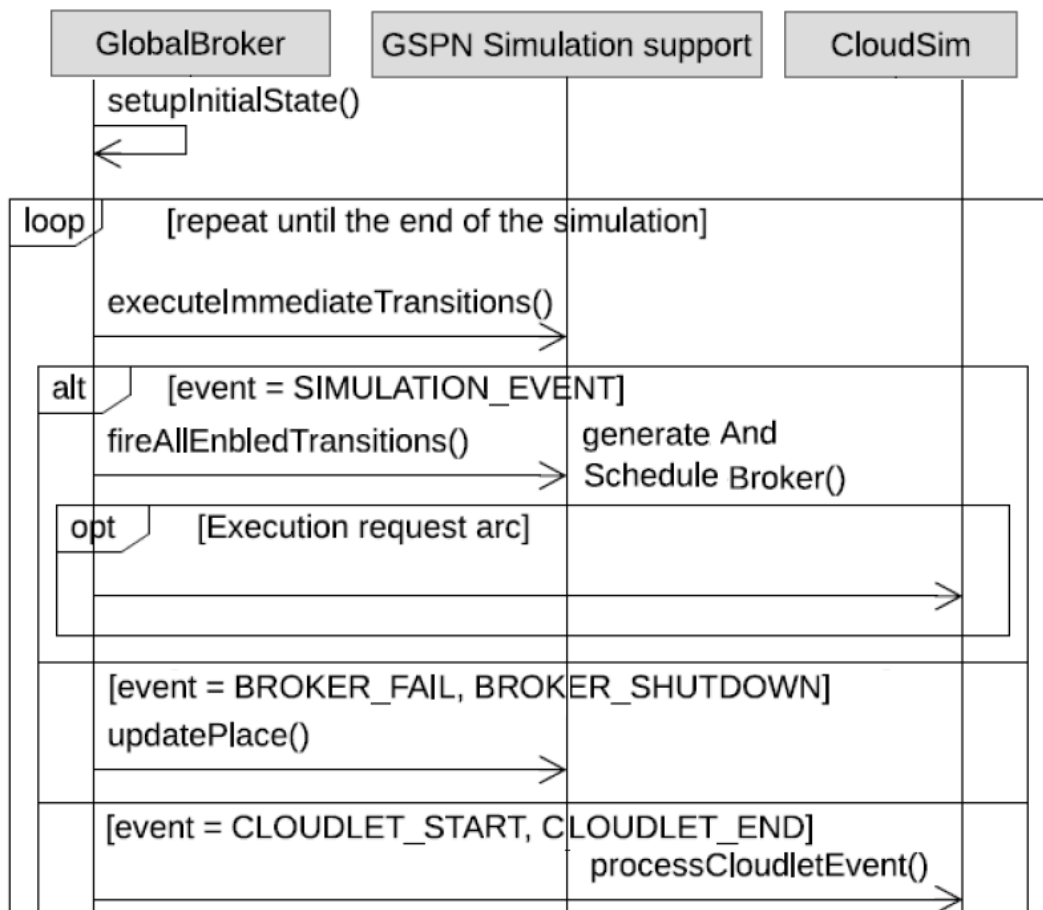 GlobalBroker
GSPN Simulation support
CloudSim
setupInitialState()
loop
[repeat until the end of the simulation]
executeImmediateTransitions()
alt
[event = SIMULATION_EVENT]
fireAllEnbledTransitions()
generate And
Schedule Broker()
opt
[Execution request arc]
[event = BROKER_FAIL, BROKER_SHUTDOWN]
updatePlace()
[event = CLOUDLET_START, CLOUDLET_END]
processCloudletEvent()